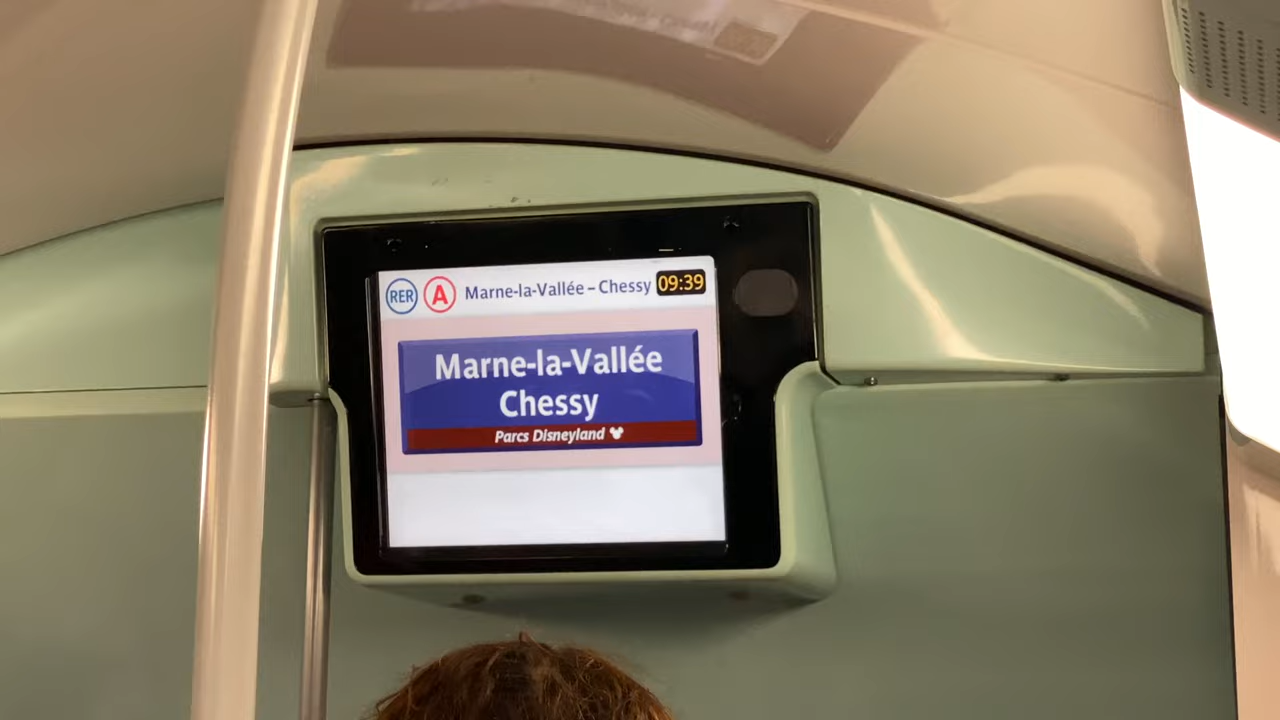 RER A Marne-la-Vallée – Chessy 09:39
Marne-la-Vallée
Chessy
Parcs Disneyland